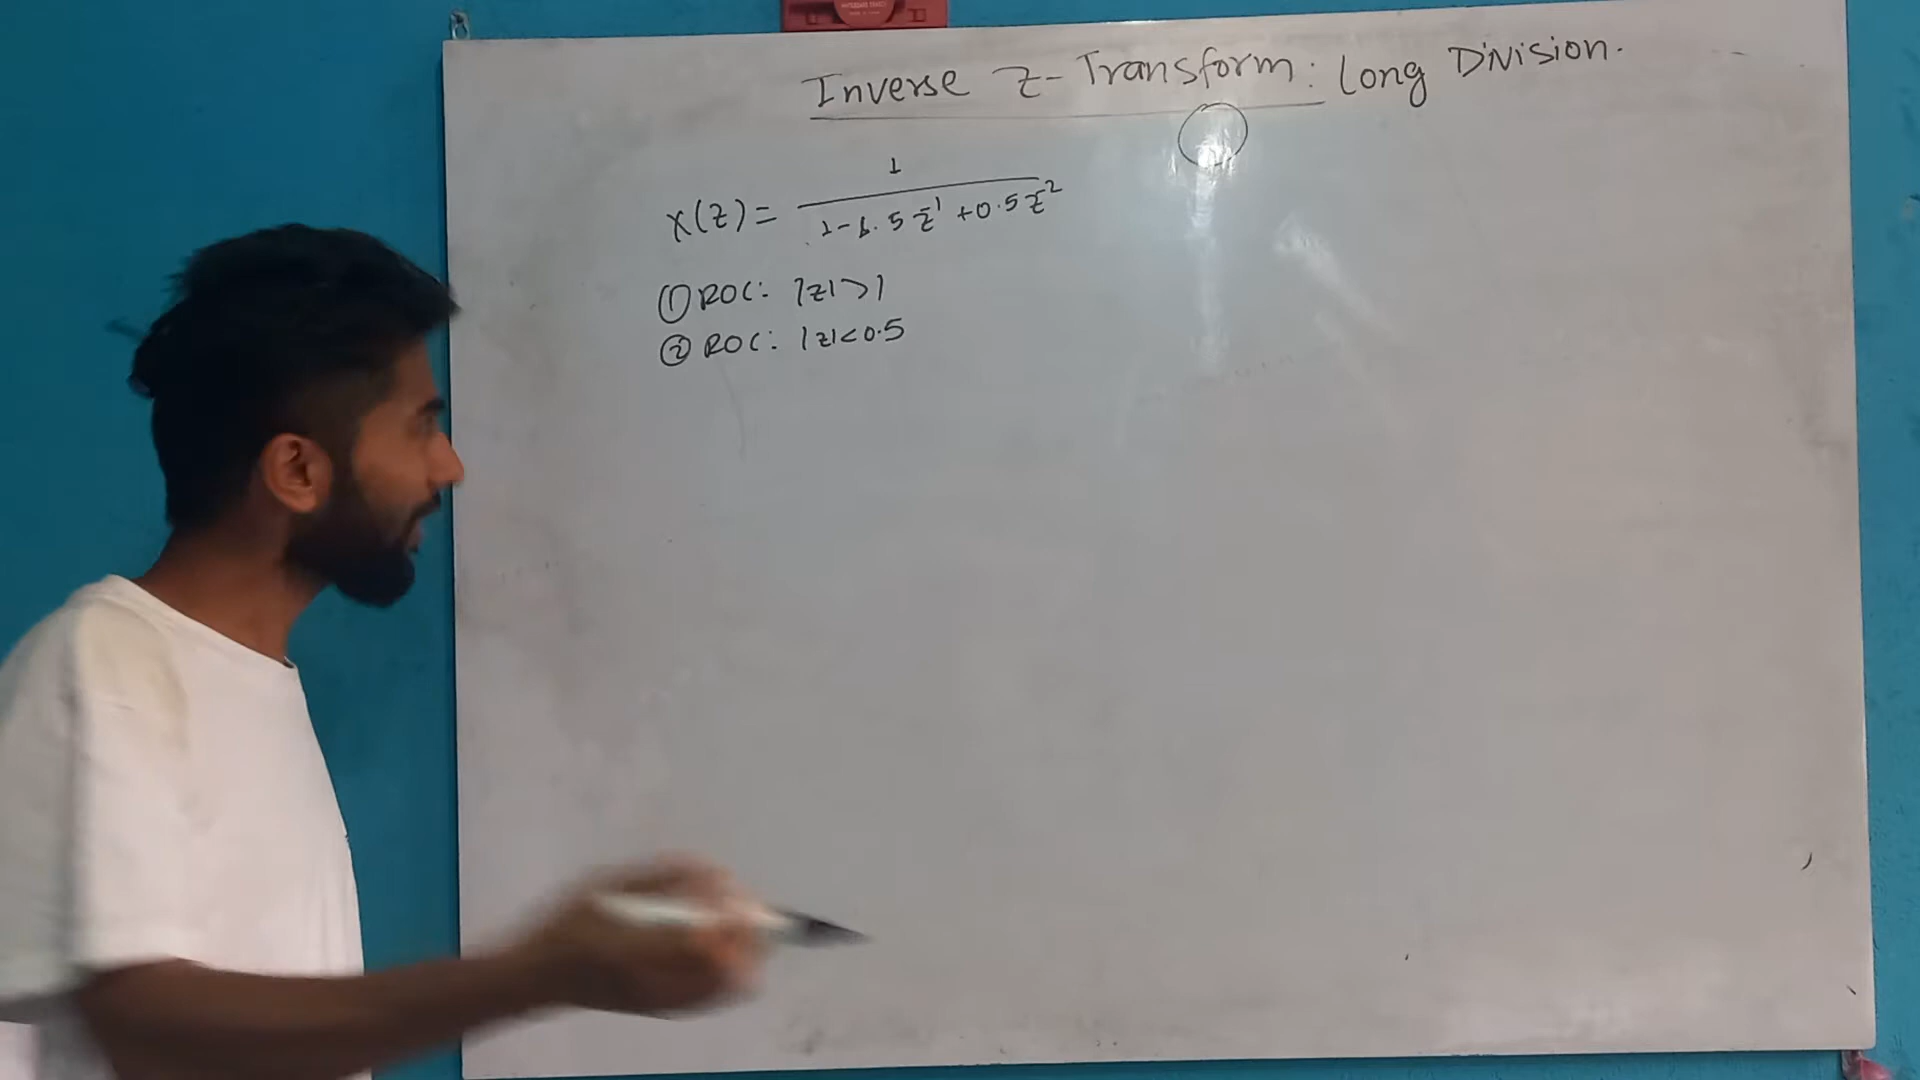 Inverse Z-Transform: Long Division.
1
X(Z)=
1-1.5z̄¹+0.5z̄²
① ROC: |z|>1
② ROC: |z|<0.5